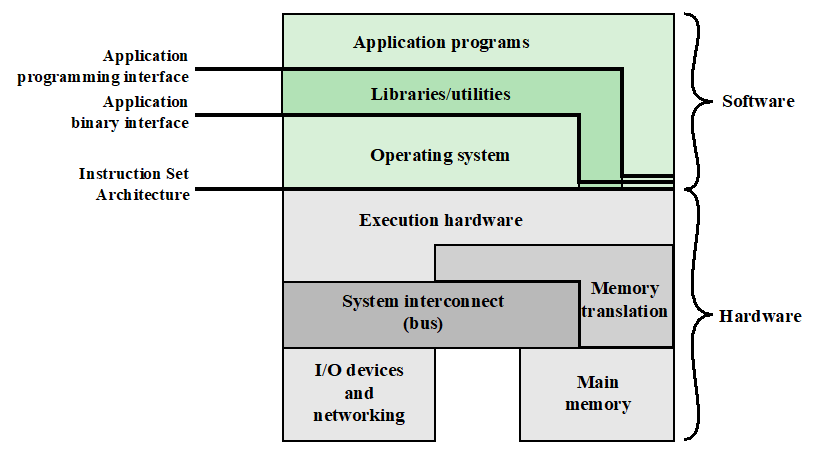 Application programs
Application
programming interface
Libraries/utilities
Application
binary interface
Software
Operating system
Instruction Set
Architecture
Execution hardware
Memory
translation
System interconnect
(bus)
Hardware
I/O devices
and
networking
Main
memory